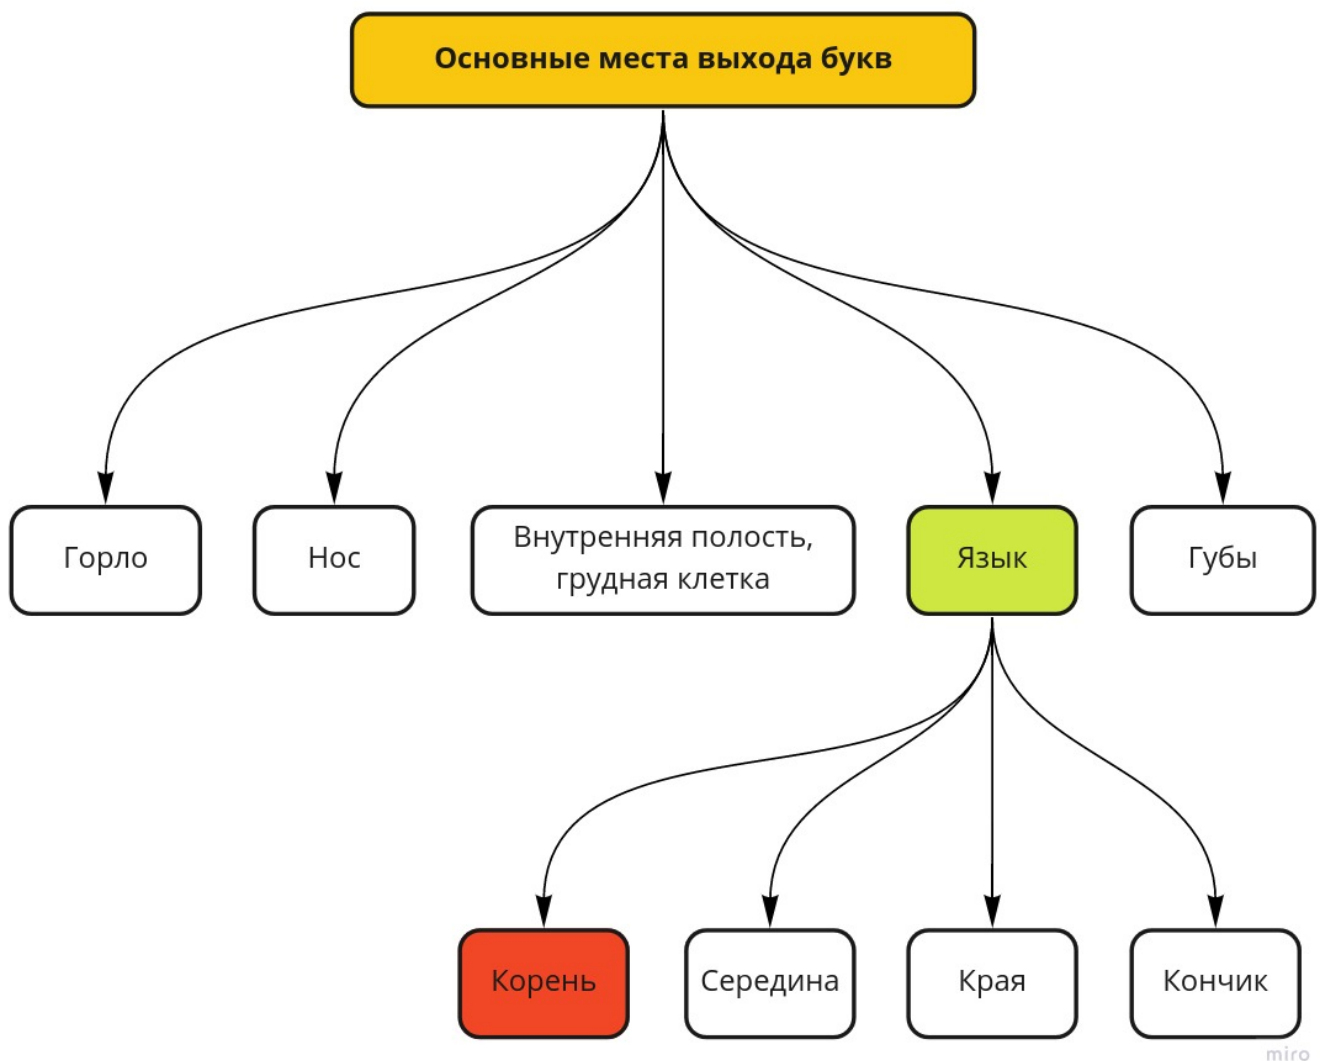 Основные места выхода букв
Горло
Нос
Внутренняя полость,
грудная клетка
Язык
Губы
Корень
Середина
Края
Кончик
miro